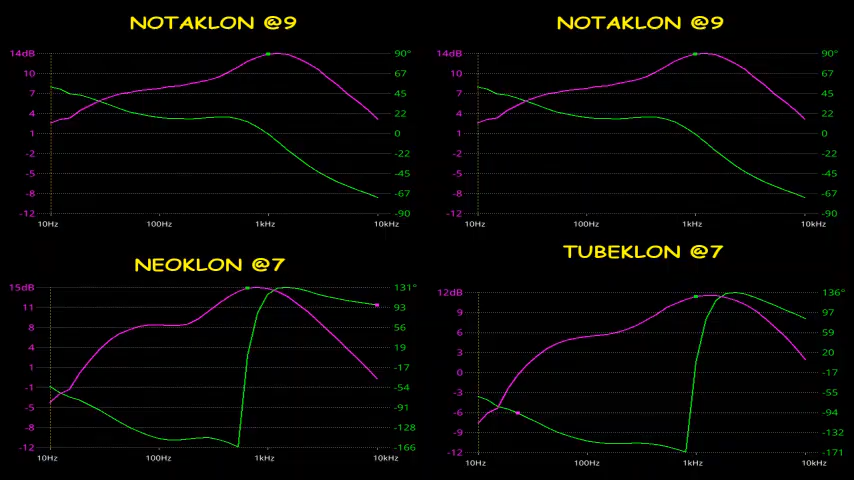 NOTAKLON @9
NOTAKLON @9
14dB
10
7
4
1
-2
-5
-8
-12
90°
67
45
22
0
-22
-45
-67
-90
10Hz
100Hz
1kHz
10kHz
14dB
10
7
4
1
-2
-5
-8
-12
90°
67
45
22
0
-22
-45
-67
-90
10Hz
100Hz
1kHz
10kHz
NEOKLON @7
TUBEKLON @7
15dB
11
8
4
1
-1
-5
-8
-12
131°
93
56
19
-17
-54
-91
-128
-166
10Hz
100Hz
1kHz
10kHz
12dB
9
6
3
0
-3
-6
-9
-12
136°
97
59
20
-17
-55
-94
-132
-171
10Hz
100Hz
1kHz
10kHz